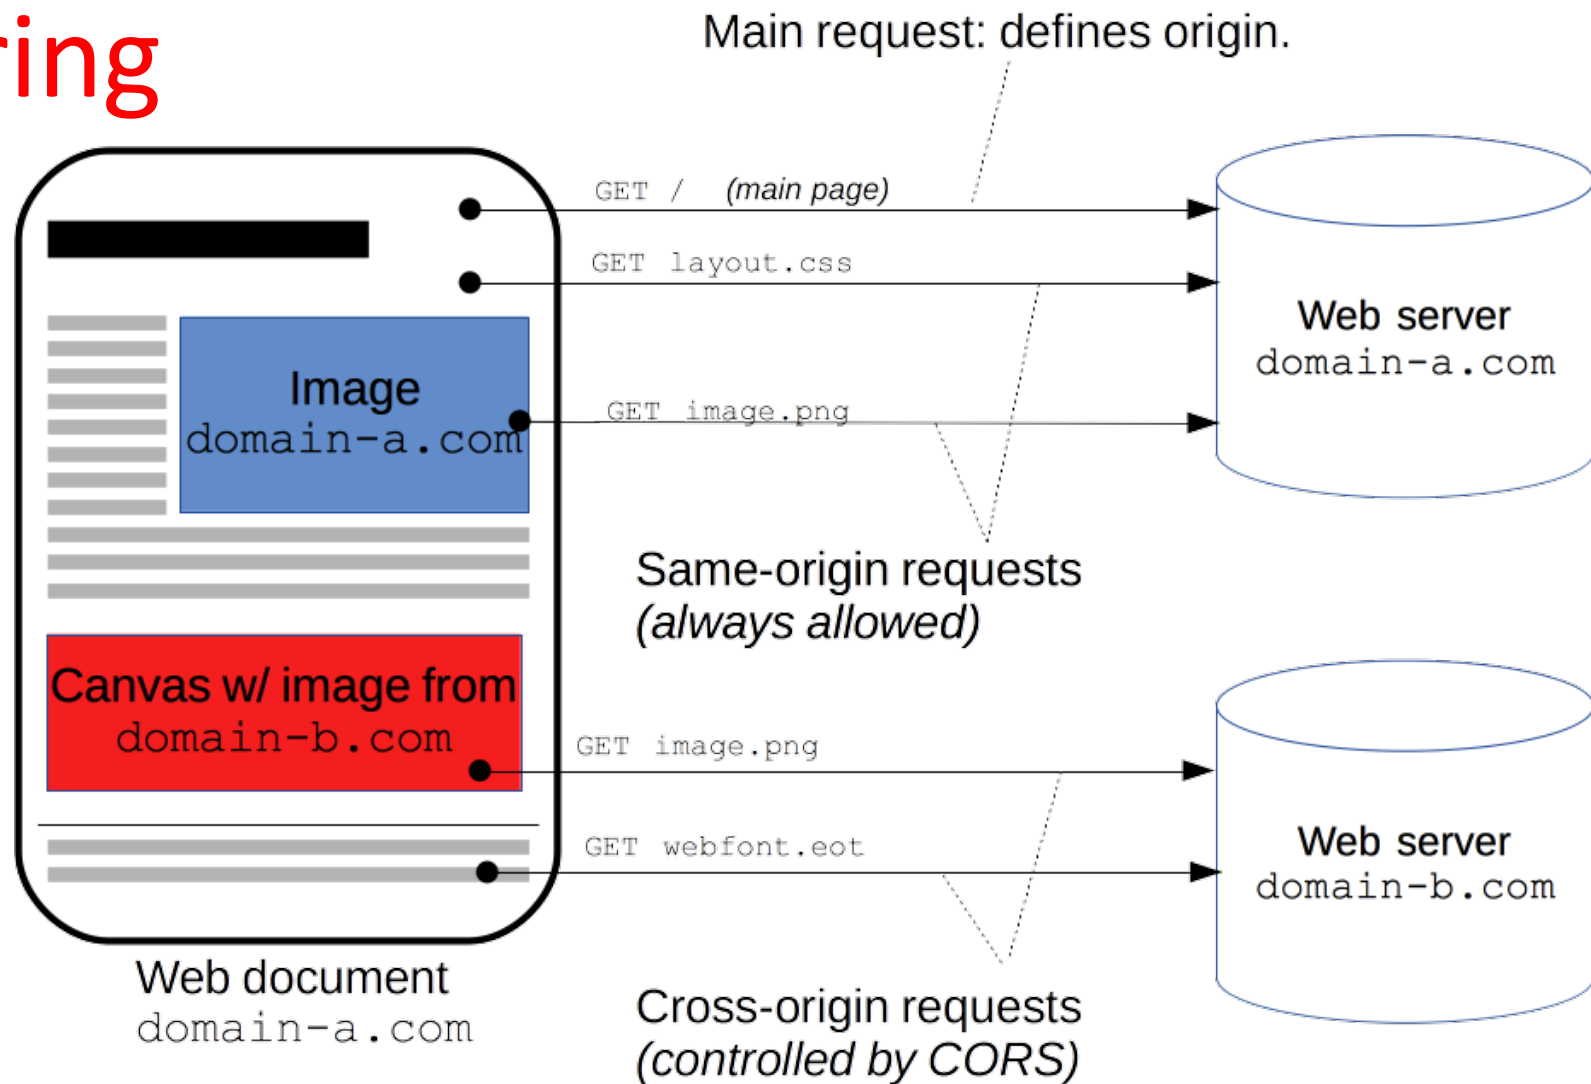 ring
Main request: defines origin.
GET / (main page)
GET layout.css
Image
domain-a.com
GET image.png
Web server
domain-a.com
Same-origin requests
(always allowed)
Canvas w/ image from
domain-b.com
GET image.png
GET webfont.eot
Web server
domain-b.com
Web document
domain-a.com
Cross-origin requests
(controlled by CORS)